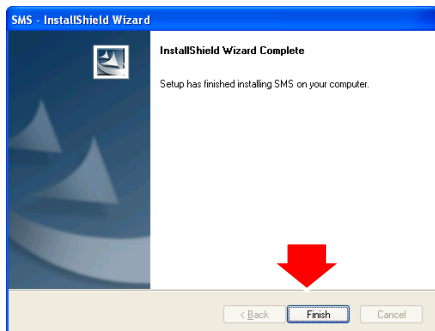 SMS - InstallShield Wizard
InstallShield Wizard Complete
Setup has finished installing SMS on your computer.
< Back
Finish
Cancel